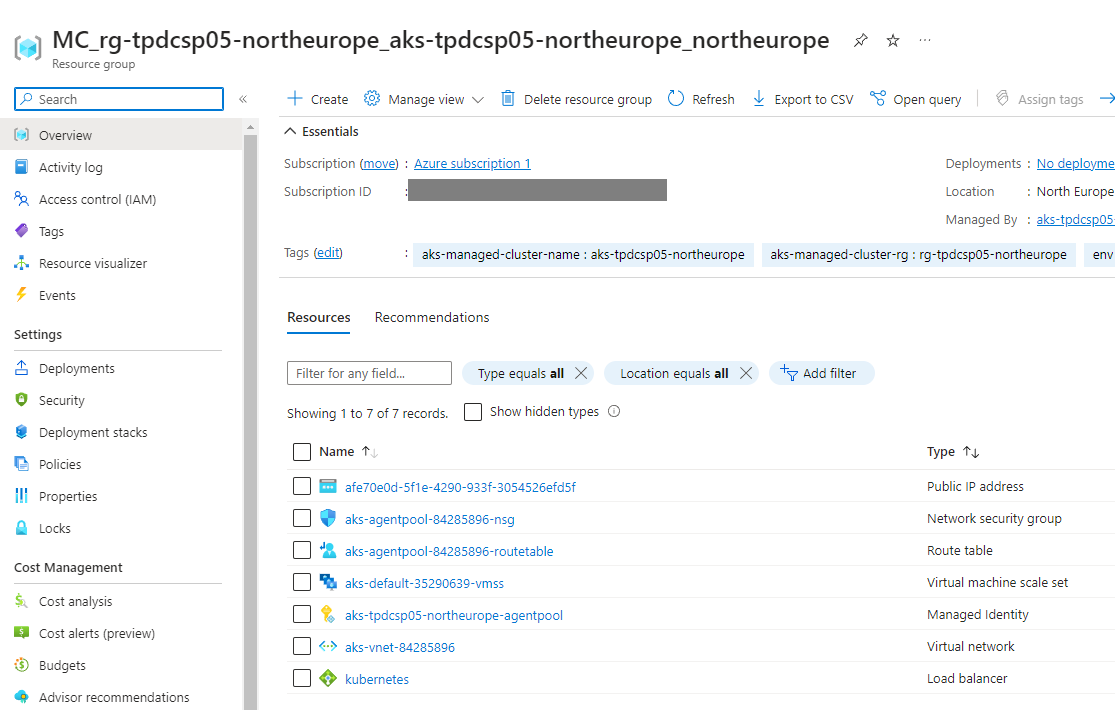 MC_rg-tpdcsp05-northeurope_aks-tpdcsp05-northeurope_northeurope
Resource group
Search
Overview
Activity log
Access control (IAM)
Tags
Resource visualizer
Events
Settings
Deployments
Security
Deployment stacks
Policies
Properties
Locks
Cost Management
Cost analysis
Cost alerts (preview)
Budgets
Advisor recommendations
Create Manage view Delete resource group Refresh Export to CSV Open query Assign tags
Essentials
Subscription (move) : Azure subscription 1 Deployments : No deployme
Subscription ID : Location : North Europe
Managed By : aks-tpdcsp05-
Tags (edit) : aks-managed-cluster-name : aks-tpdcsp05-northeurope aks-managed-cluster-rg : rg-tpdcsp05-northeurope env
Resources Recommendations
Filter for any field... Type equals all Location equals all Add filter
Showing 1 to 7 of 7 records. Show hidden types
Name Type
afe70e0d-5f1e-4290-933f-3054526efd5f Public IP address
aks-agentpool-84285896-nsg Network security group
aks-agentpool-84285896-routetable Route table
aks-default-35290639-vmss Virtual machine scale set
aks-tpdcsp05-northeurope-agentpool Managed Identity
aks-vnet-84285896 Virtual network
kubernetes Load balancer